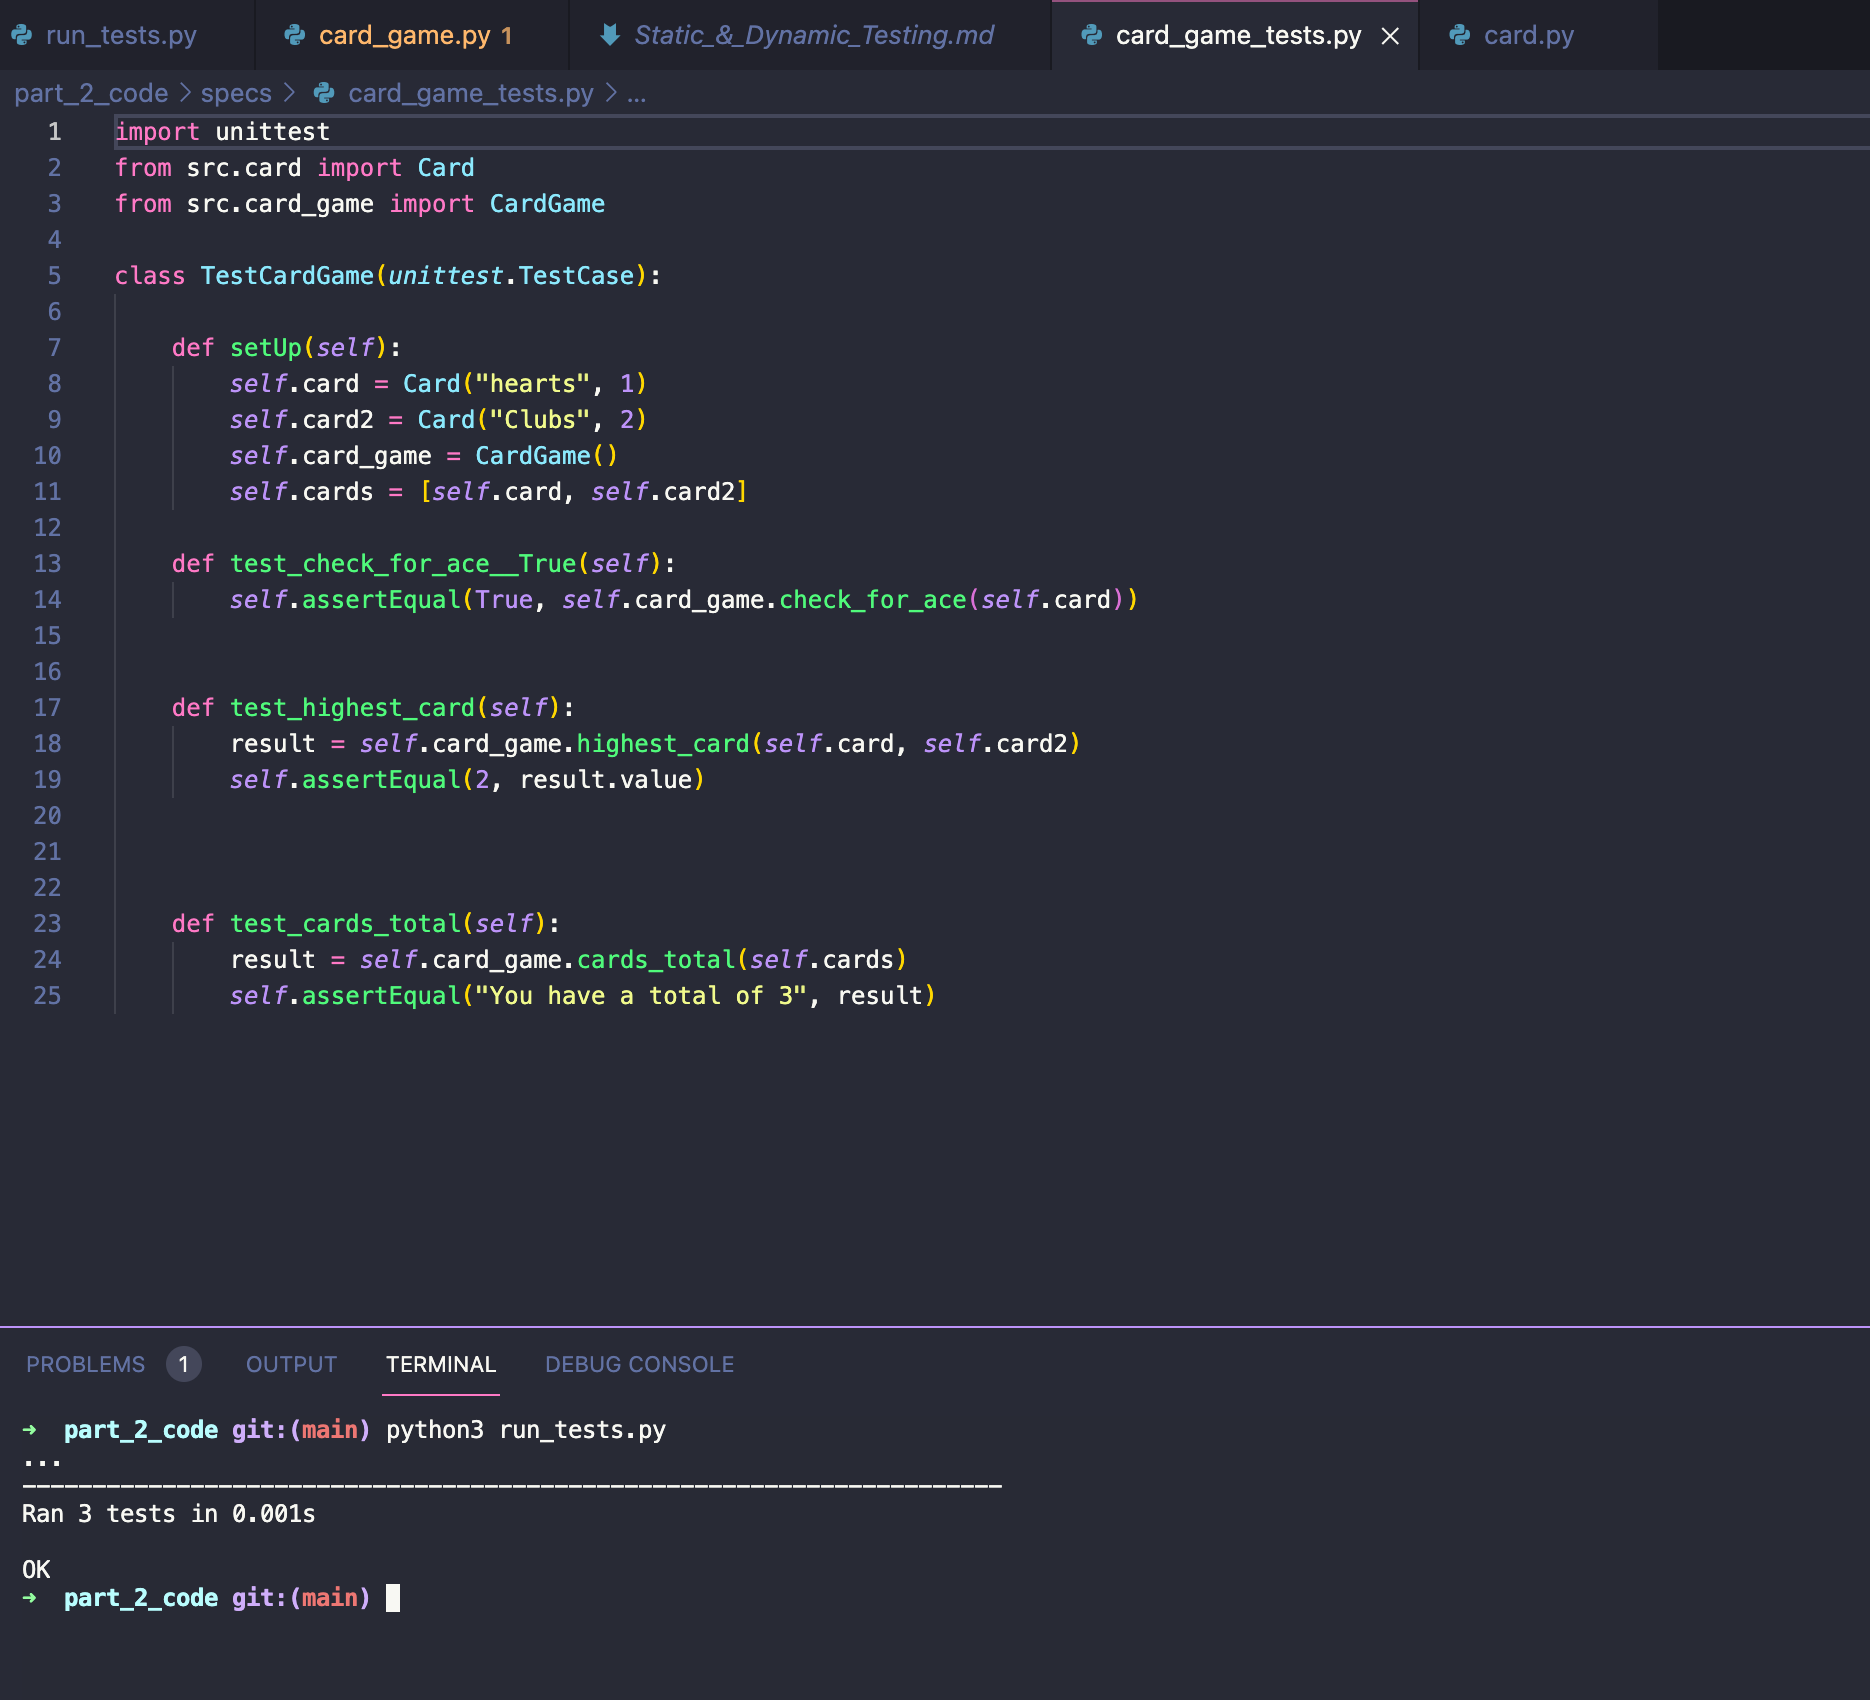 run_tests.py card_game.py 1 Static_&_Dynamic_Testing.md card_game_tests.py × card.py
part_2_code > specs > card_game_tests.py > ...
1 import unittest
2 from src.card import Card
3 from src.card_game import CardGame
4
5 class TestCardGame(unittest.TestCase):
6
7     def setUp(self):
8         self.card = Card("hearts", 1)
9         self.card2 = Card("Clubs", 2)
10         self.card_game = CardGame()
11         self.cards = [self.card, self.card2]
12
13     def test_check_for_ace__True(self):
14         self.assertEqual(True, self.card_game.check_for_ace(self.card))
15
16
17     def test_highest_card(self):
18         result = self.card_game.highest_card(self.card, self.card2)
19         self.assertEqual(2, result.value)
20
21
22
23     def test_cards_total(self):
24         result = self.card_game.cards_total(self.cards)
25         self.assertEqual("You have a total of 3", result)
PROBLEMS 1 OUTPUT TERMINAL DEBUG CONSOLE
➜  part_2_code git:(main) python3 run_tests.py
...
----------------------------------------------------------------------
Ran 3 tests in 0.001s
OK
➜  part_2_code git:(main)